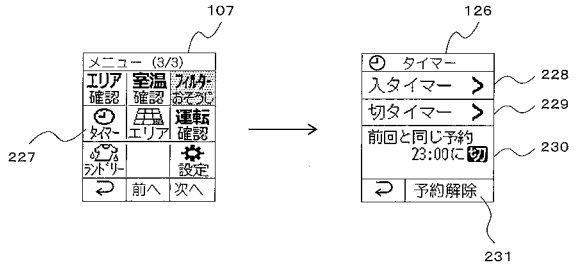 107
メニュー (3/3)
エリア 室温 フィルター
確認 確認 おそうじ
タイマー エリア 運転
確認
ランドリー 設定
前へ 次へ
227
126
タイマー
入タイマー >
228
切タイマー >
229
前回と同じ予約
23:00に 切
230
予約解除
231